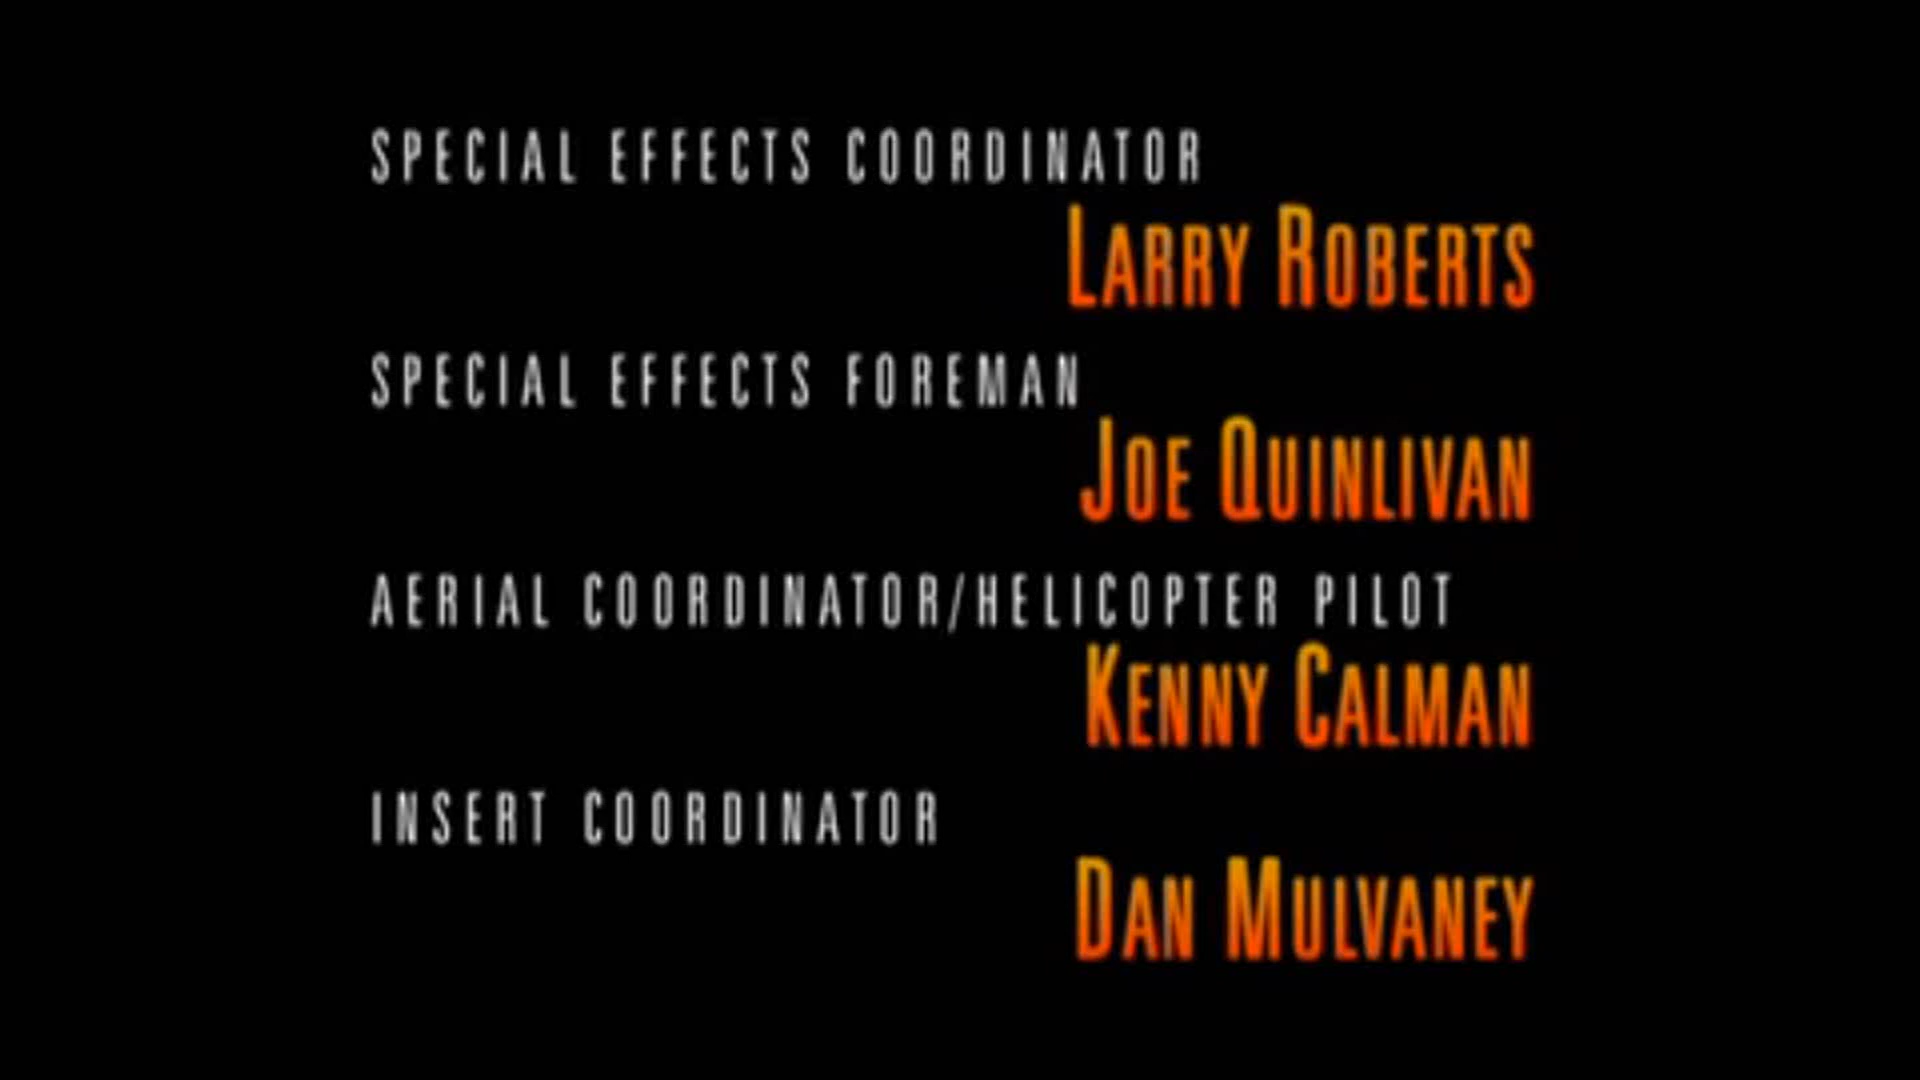 SPECIAL EFFECTS COORDINATOR
LARRY ROBERTS
SPECIAL EFFECTS FOREMAN
JOE QUINLIVAN
AERIAL COORDINATOR/HELICOPTER PILOT
KENNY CALMAN
INSERT COORDINATOR
DAN MULVANEY